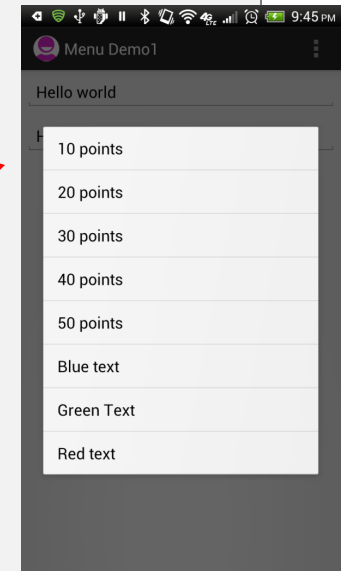 9:45 PM
Menu Demo1
Hello world
H
10 points
20 points
30 points
40 points
50 points
Blue text
Green Text
Red text